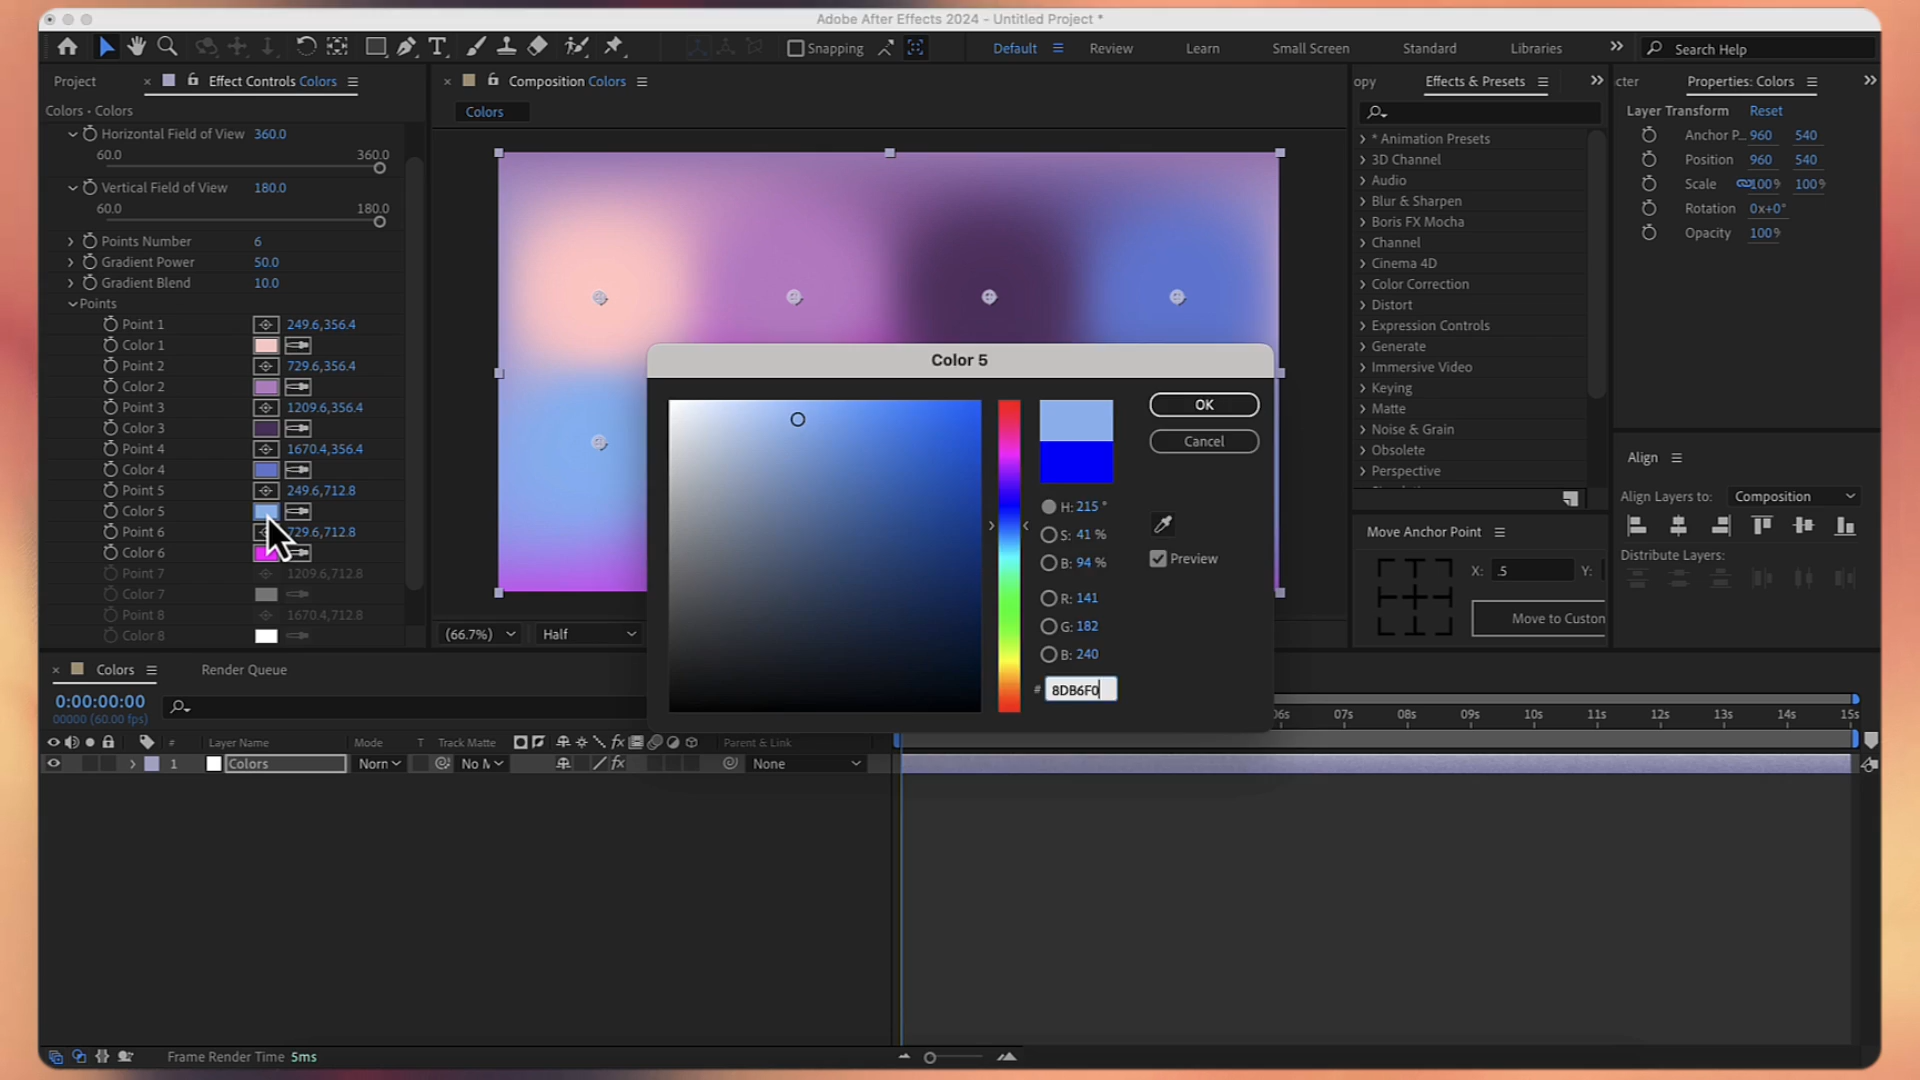 Adobe After Effects 2024 - Untitled Project *
Snapping
Default
Review
Learn
Small Screen
Standard
Libraries
Search Help
Project
Effect Controls Colors
Composition Colors
opy
Effects & Presets
cter
Properties: Colors
Colors · Colors
Colors
Layer Transform Reset
Horizontal Field of View 360.0
60.0 360.0
Vertical Field of View 180.0
60.0 180.0
Points Number 6
Gradient Power 50.0
Gradient Blend 10.0
Points
Point 1 249.6,356.4
Color 1
Point 2 729.6,356.4
Color 2
Point 3 1209.6,356.4
Color 3
Point 4 1670.4,356.4
Color 4
Point 5 249.6,712.8
Color 5
Point 6 729.6,712.8
Color 6
Point 7 1209.6,712.8
Color 7
Point 8 1670.4,712.8
Color 8
(66.7%) Half
Color 5
OK
Cancel
H: 215 °
S: 41 %
B: 94 %
Preview
R: 141
G: 182
B: 240
# 8DB6F0
* Animation Presets
3D Channel
Audio
Blur & Sharpen
Boris FX Mocha
Channel
Cinema 4D
Color Correction
Distort
Expression Controls
Generate
Immersive Video
Keying
Matte
Noise & Grain
Obsolete
Perspective
Anchor P... 960 540
Position 960 540
Scale 100% 100%
Rotation 0x+0°
Opacity 100%
Align
Align Layers to: Composition
Distribute Layers:
Move Anchor Point
X: .5 Y:
Move to Custon
Colors
Render Queue
0:00:00:00
00000 (60.00 fps)
06s 07s 08s 09s 10s 11s 12s 13s 14s 15s
# Layer Name Mode T Track Matte fx Parent & Link
1 Colors Norn No M fx None
Frame Render Time 5ms